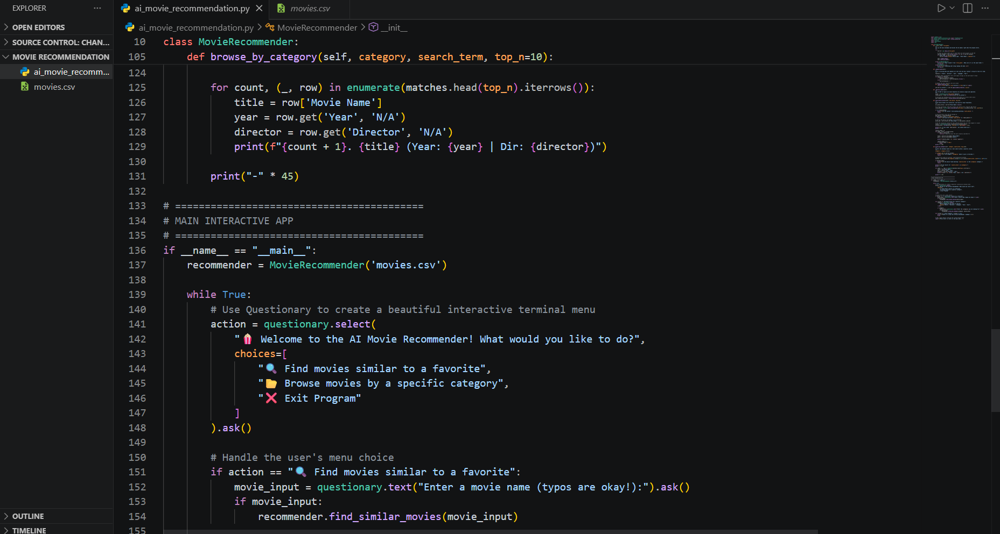 EXPLORER
OPEN EDITORS
SOURCE CONTROL: CHAN...
MOVIE RECOMMENDATION
ai_movie_recomm...
movies.csv
OUTLINE
TIMELINE
ai_movie_recommendation.py
movies.csv
ai_movie_recommendation.py > MovieRecommender > __init__
10 class MovieRecommender:
105     def browse_by_category(self, category, search_term, top_n=10):
124
125         for count, (_, row) in enumerate(matches.head(top_n).iterrows()):
126             title = row['Movie Name']
127             year = row.get('Year', 'N/A')
128             director = row.get('Director', 'N/A')
129             print(f"{count + 1}. {title} (Year: {year} | Dir: {director})")
130
131         print("-" * 45)
132
133 # ==========================================
134 # MAIN INTERACTIVE APP
135 # ==========================================
136 if __name__ == "__main__":
137     recommender = MovieRecommender('movies.csv')
138
139     while True:
140         # Use Questionary to create a beautiful interactive terminal menu
141         action = questionary.select(
142             "🍿 Welcome to the AI Movie Recommender! What would you like to do?",
143             choices=[
144                 "🔍 Find movies similar to a favorite",
145                 "📂 Browse movies by a specific category",
146                 "❌ Exit Program"
147             ]
148         ).ask()
149
150         # Handle the user's menu choice
151         if action == "🔍 Find movies similar to a favorite":
152             movie_input = questionary.text("Enter a movie name (typos are okay!):").ask()
153             if movie_input:
154                 recommender.find_similar_movies(movie_input)
155